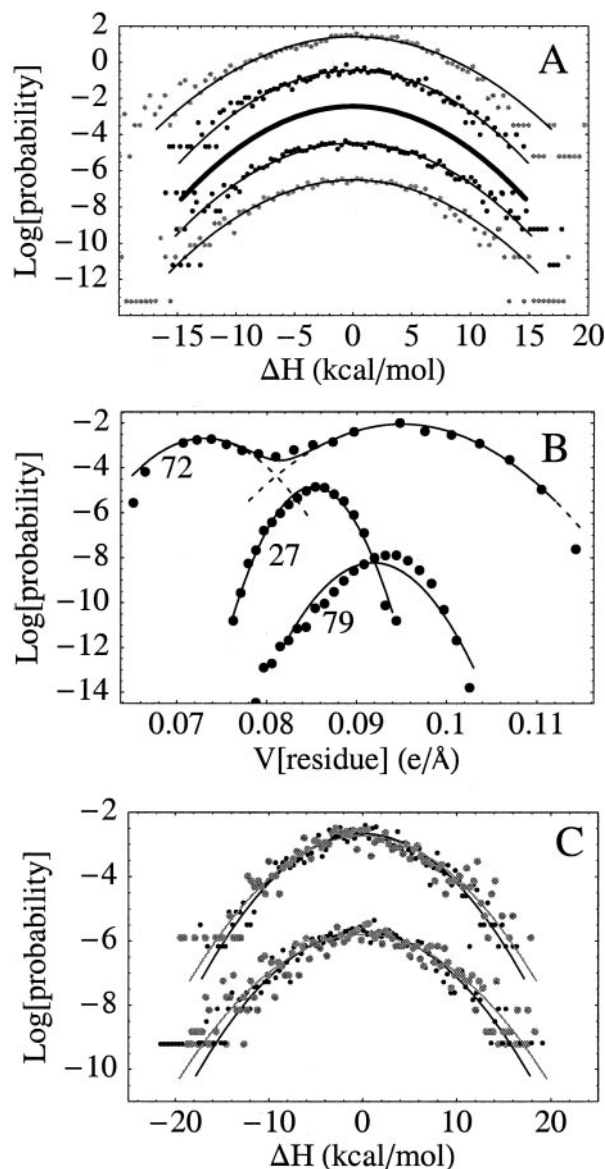 A
Log[probability]
2
0
−2
−4
−6
−8
−10
−12
−15 −10 −5 0 5 10 15 20
ΔH (kcal/mol)
B
Log[probability]
−2
−4
−6
−8
−10
−12
−14
72
27
79
0.07 0.08 0.09 0.1 0.11
V[residue] (e/Å)
C
Log[probability]
−2
−4
−6
−8
−10
−20 −10 0 10 20
ΔH (kcal/mol)